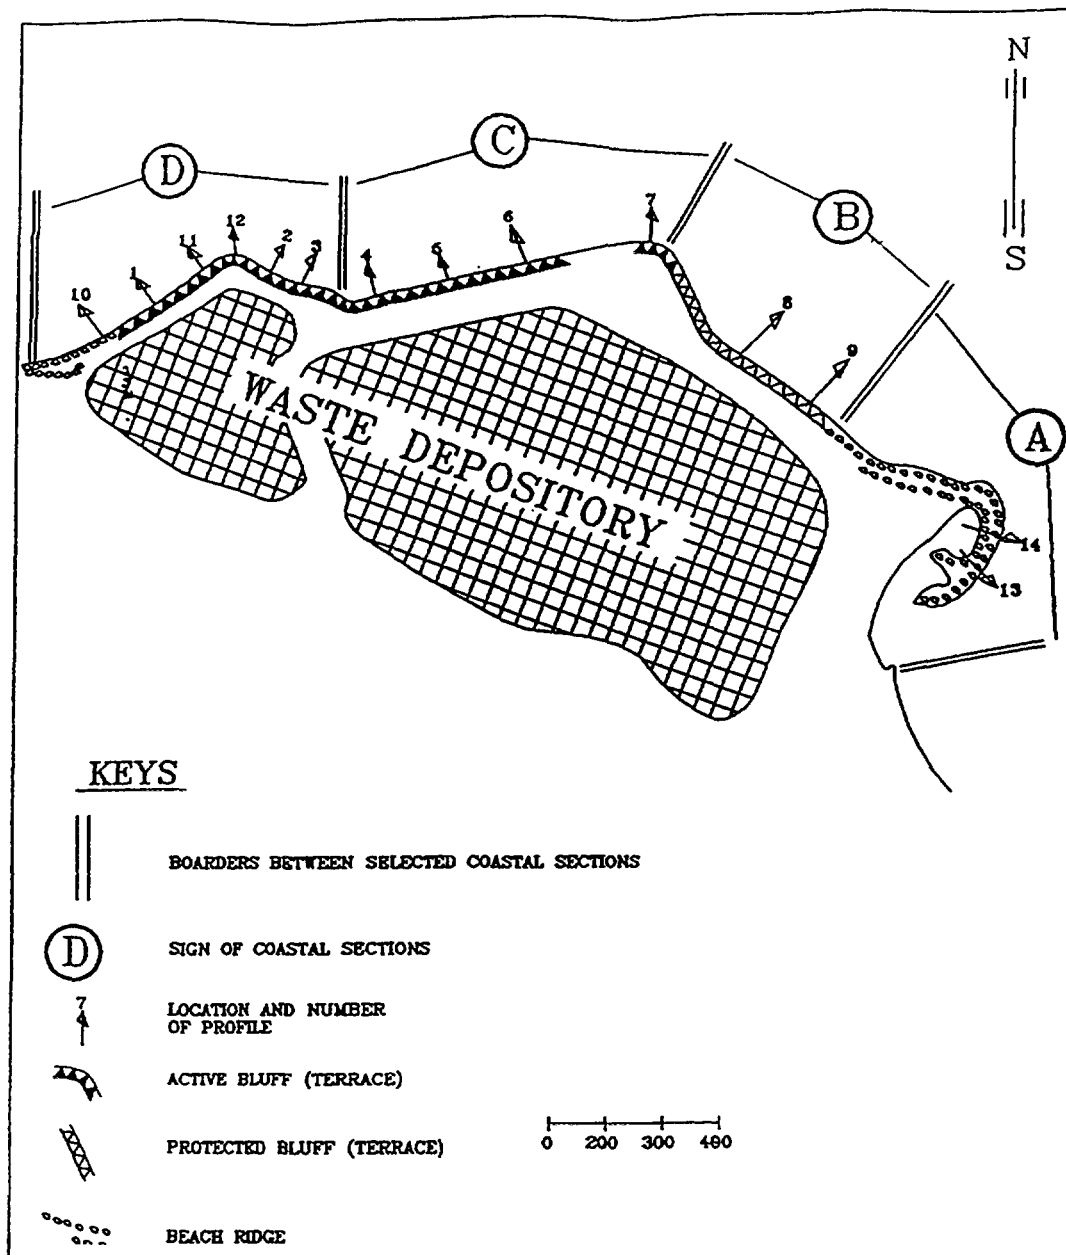 N
S
C
D
B
A
7
12
11
2
3
6
1
4
5
10
8
9
14
13
WASTE DEPOSITORY
KEYS
BOARDERS BETWEEN SELECTED COASTAL SECTIONS
D
SIGN OF COASTAL SECTIONS
7
LOCATION AND NUMBER
OF PROFILE
ACTIVE BLUFF (TERRACE)
PROTECTED BLUFF (TERRACE)
0 200 300 400
BEACH RIDGE